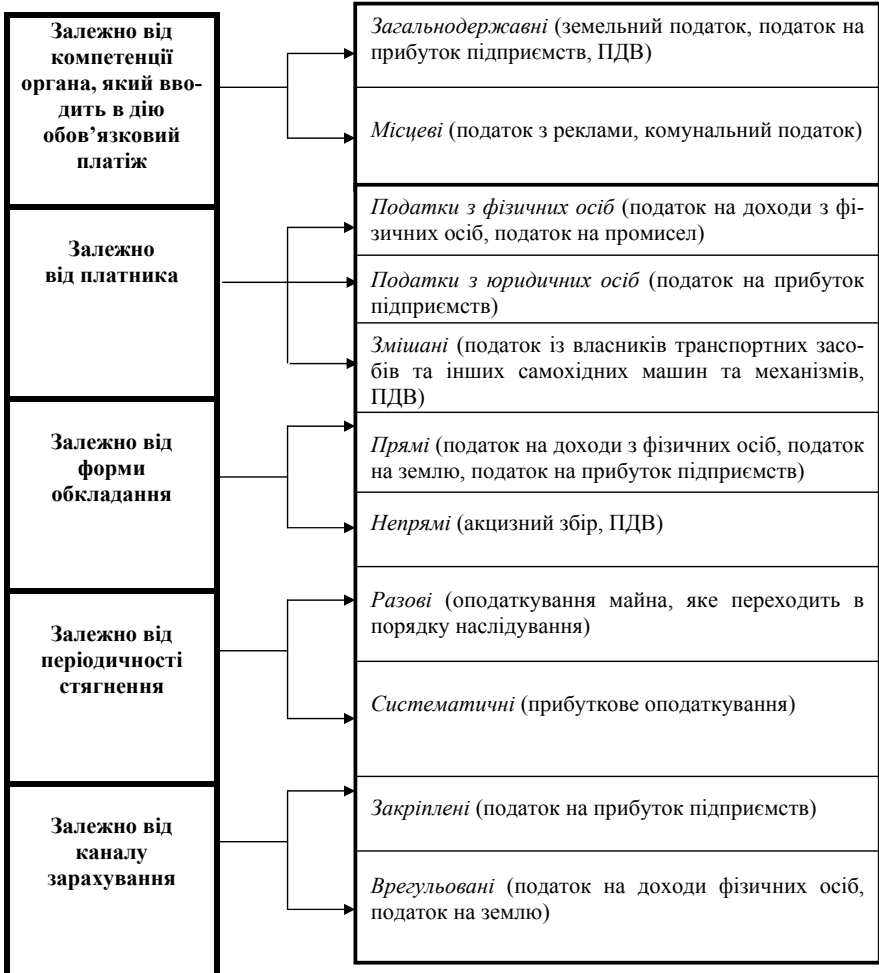 Залежно від
компетенції
органа, який вво-
дить в дію
обов’язковий
платіж
Загальнодержавні (земельний податок, податок на
прибуток підприємств, ПДВ)
Місцеві (податок з реклами, комунальний податок)
Залежно
від платника
Податки з фізичних осіб (податок на доходи з фі-
зичних осіб, податок на промисел)
Податки з юридичних осіб (податок на прибуток
підприємств)
Змішані (податок із власників транспортних засо-
бів та інших самохідних машин та механізмів,
ПДВ)
Залежно від
форми
обкладання
Прямі (податок на доходи з фізичних осіб, податок
на землю, податок на прибуток підприємств)
Непрямі (акцизний збір, ПДВ)
Залежно від
періодичності
стягнення
Разові (оподаткування майна, яке переходить в
порядку наслідування)
Систематичні (прибуткове оподаткування)
Залежно від
каналу
зарахування
Закріплені (податок на прибуток підприємств)
Врегульовані (податок на доходи фізичних осіб,
податок на землю)